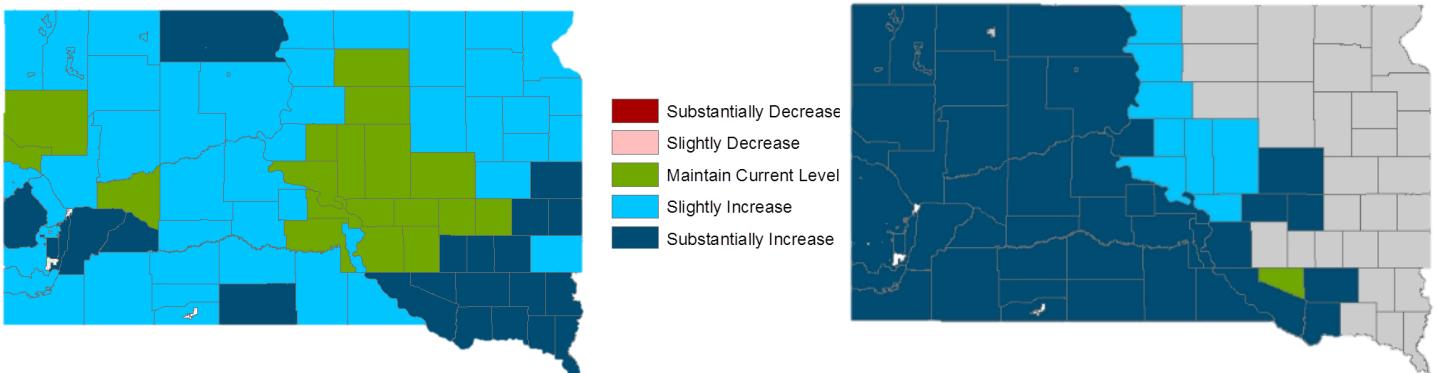 Substantially Decrease
Slightly Decrease
Maintain Current Level
Slightly Increase
Substantially Increase